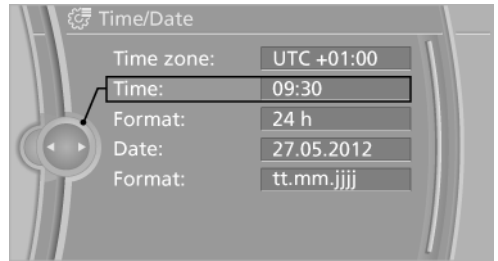 Time/Date
Time zone: UTC +01:00
Time: 09:30
Format: 24 h
Date: 27.05.2012
Format: tt.mm.jjjj